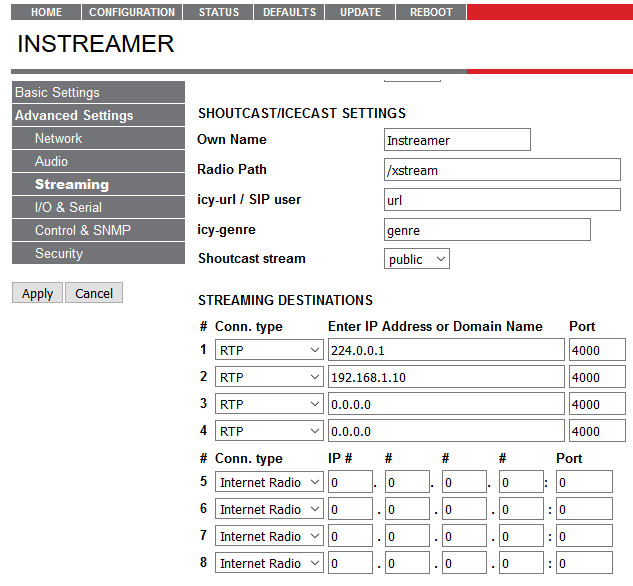 HOME CONFIGURATION STATUS DEFAULTS UPDATE REBOOT
INSTREAMER
Basic Settings
Advanced Settings
Network
Audio
Streaming
I/O & Serial
Control & SNMP
Security
Apply Cancel
SHOUTCAST/ICECAST SETTINGS
Own Name Instreamer
Radio Path /xstream
icy-url / SIP user url
icy-genre genre
Shoutcast stream public
STREAMING DESTINATIONS
# Conn. type Enter IP Address or Domain Name Port
1 RTP 224.0.0.1 4000
2 RTP 192.168.1.10 4000
3 RTP 0.0.0.0 4000
4 RTP 0.0.0.0 4000
# Conn. type IP # # # # Port
5 Internet Radio 0 . 0 . 0 . 0 : 0
6 Internet Radio 0 . 0 . 0 . 0 : 0
7 Internet Radio 0 . 0 . 0 . 0 : 0
8 Internet Radio 0 . 0 . 0 . 0 : 0